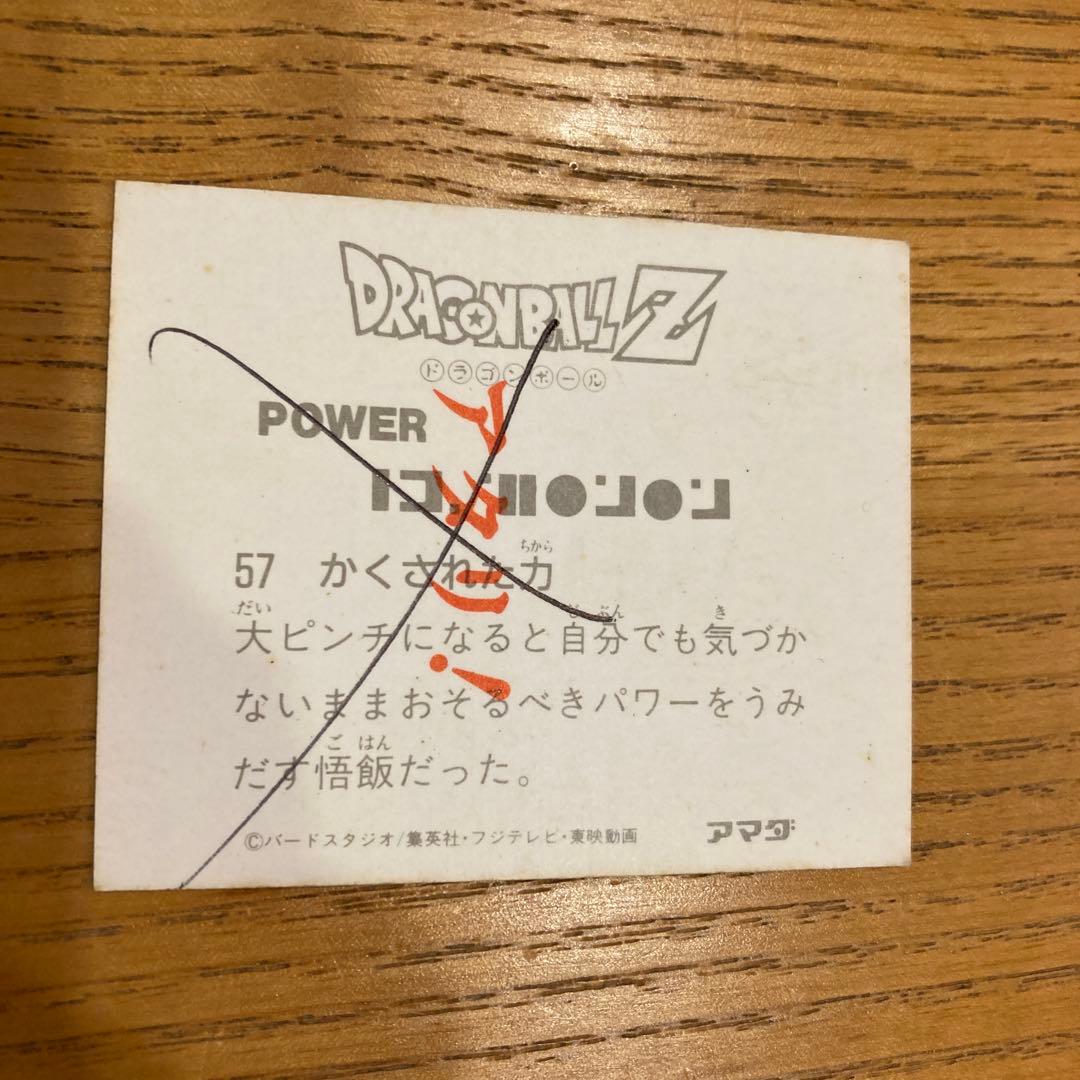 DRAGONBALL Z
ドラゴンボール
アタリ!
POWER
57 かくされた力
大ピンチになると自分でも気づか
ないままおそるべきパワーをうみ
だす悟飯だった。
©バードスタジオ/集英社・フジテレビ・東映動画
アマダ